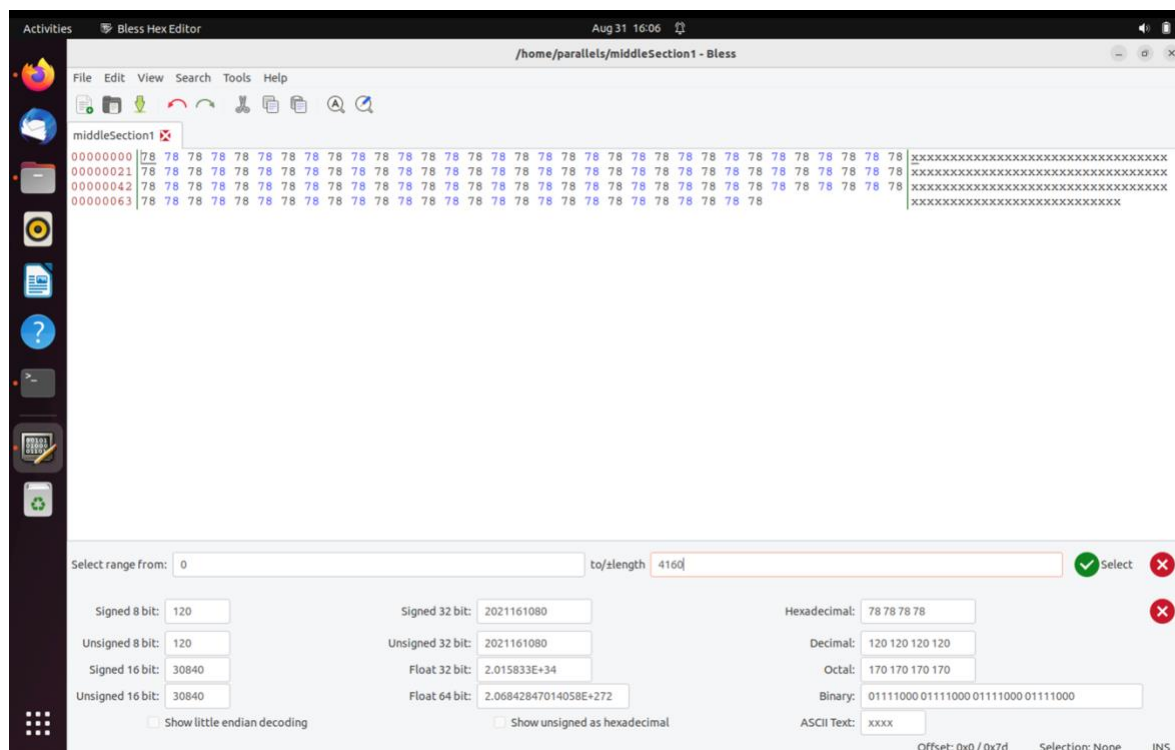 Activities Bless Hex Editor Aug 31 16:06
/home/parallels/middleSection1 - Bless
File Edit View Search Tools Help
middleSection1
00000000 78 78 78 78 78 78 78 78 78 78 78 78 78 78 78 78 78 78 78 78 78 78 78 78 78 78 78 78 78 78 78 78 78 xxxxxxxxxxxxxxxxxxxxxxxxxxxxxxxxx
00000021 78 78 78 78 78 78 78 78 78 78 78 78 78 78 78 78 78 78 78 78 78 78 78 78 78 78 78 78 78 78 78 78 78 xxxxxxxxxxxxxxxxxxxxxxxxxxxxxxxxx
00000042 78 78 78 78 78 78 78 78 78 78 78 78 78 78 78 78 78 78 78 78 78 78 78 78 78 78 78 78 78 78 78 78 78 xxxxxxxxxxxxxxxxxxxxxxxxxxxxxxxxx
00000063 78 78 78 78 78 78 78 78 78 78 78 78 78 78 78 78 78 78 78 78 78 78 78 78 78 78 78 xxxxxxxxxxxxxxxxxxxxxxxxxxx
Select range from: 0 to/±length 4160 Select
Signed 8 bit: 120 Signed 32 bit: 2021161080 Hexadecimal: 78 78 78 78
Unsigned 8 bit: 120 Unsigned 32 bit: 2021161080 Decimal: 120 120 120 120
Signed 16 bit: 30840 Float 32 bit: 2.015833E+34 Octal: 170 170 170 170
Unsigned 16 bit: 30840 Float 64 bit: 2.06842847014058E+272 Binary: 01111000 01111000 01111000 01111000
Show little endian decoding Show unsigned as hexadecimal ASCII Text: xxxx
Offset: 0x0 / 0x7d Selection: None INS